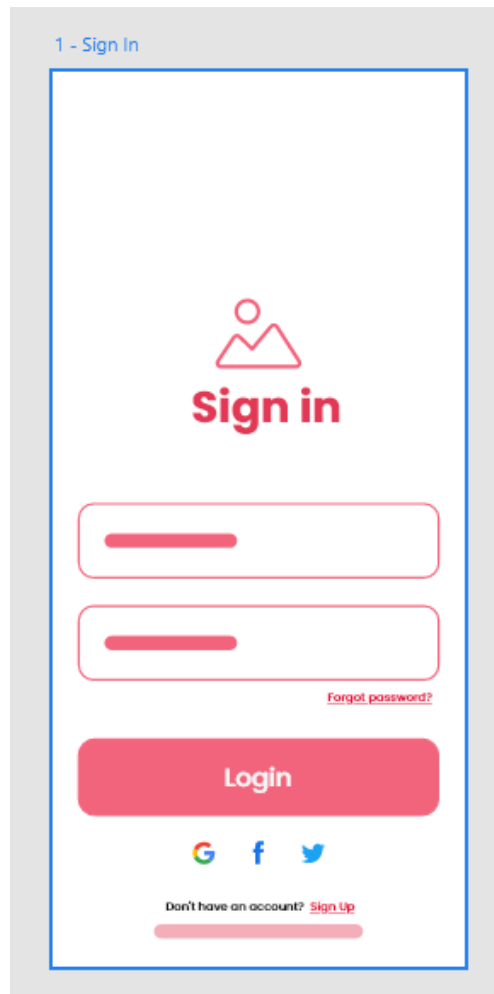 1 - Sign In
Sign in
Forgot password?
Login
Don't have an account? Sign Up